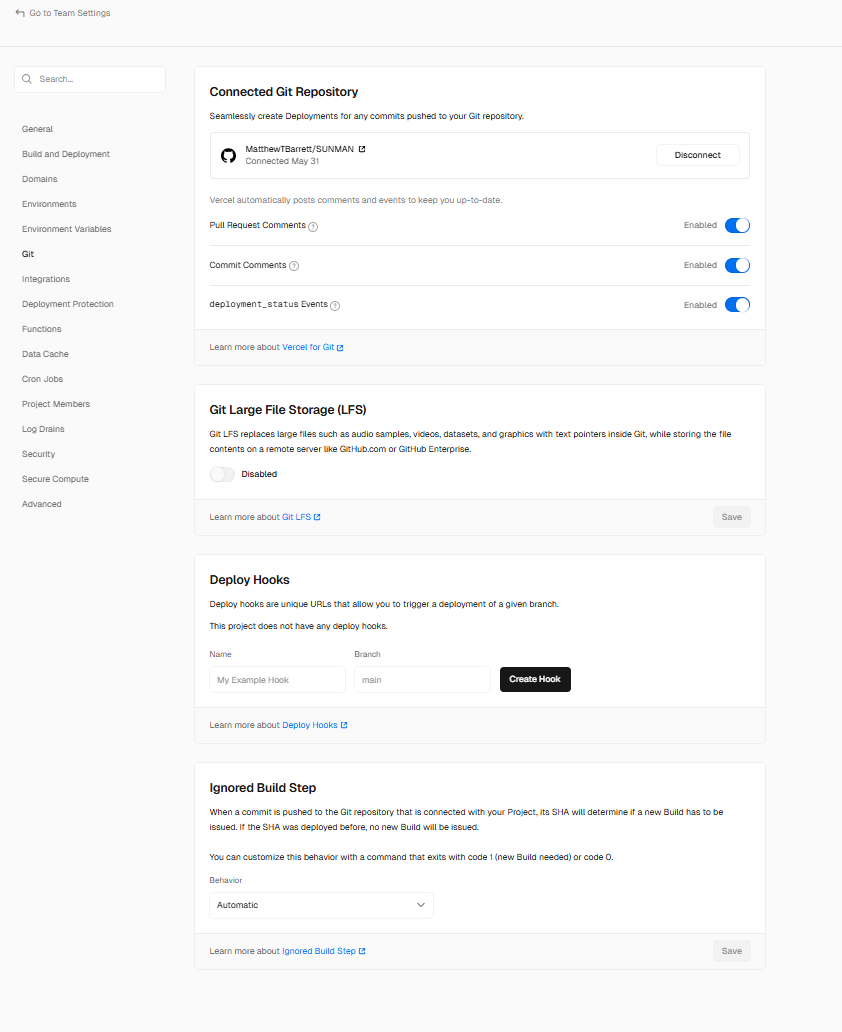 Go to Team Settings
Search...
General
Build and Deployment
Domains
Environments
Environment Variables
Git
Integrations
Deployment Protection
Functions
Data Cache
Cron Jobs
Project Members
Log Drains
Security
Secure Compute
Advanced
Connected Git Repository
Seamlessly create Deployments for any commits pushed to your Git repository.
MatthewTBarrett/SUNMAN
Connected May 31
Disconnect
Vercel automatically posts comments and events to keep you up-to-date.
Pull Request Comments ? Enabled
Commit Comments ? Enabled
deployment_status Events ? Enabled
Learn more about Vercel for Git
Git Large File Storage (LFS)
Git LFS replaces large files such as audio samples, videos, datasets, and graphics with text pointers inside Git, while storing the file
contents on a remote server like GitHub.com or GitHub Enterprise.
Disabled
Learn more about Git LFS
Save
Deploy Hooks
Deploy hooks are unique URLs that allow you to trigger a deployment of a given branch.
This project does not have any deploy hooks.
Name Branch
My Example Hook main Create Hook
Learn more about Deploy Hooks
Ignored Build Step
When a commit is pushed to the Git repository that is connected with your Project, its SHA will determine if a new Build has to be
issued. If the SHA was deployed before, no new Build will be issued.
You can customize this behavior with a command that exits with code 1 (new Build needed) or code 0.
Behavior
Automatic
Learn more about Ignored Build Step
Save